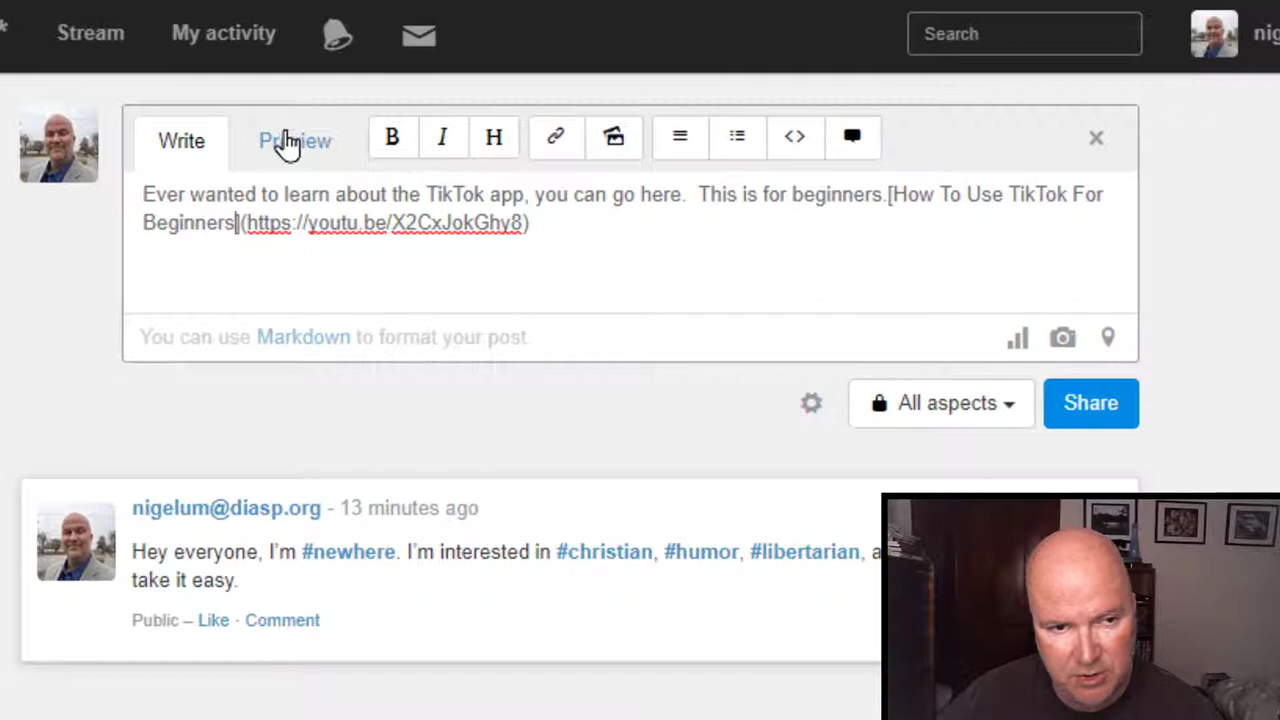 Stream My activity Search nig
Write Preview B I H
Ever wanted to learn about the TikTok app, you can go here.  This is for beginners.[How To Use TikTok For
Beginners](https://youtu.be/X2CxJokGhy8)
You can use Markdown to format your post
All aspects Share
nigelum@diasp.org - 13 minutes ago
Hey everyone, I'm #newhere. I'm interested in #christian, #humor, #libertarian, a
take it easy.
Public – Like · Comment